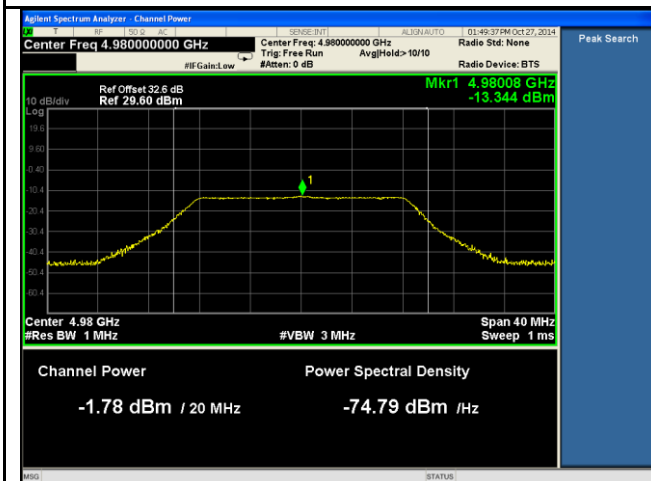 Agilent Spectrum Analyzer - Channel Power
T RF 50 Ω AC SENSE:INT ALIGN AUTO 01:49:37 PM Oct 27, 2014
Center Freq 4.980000000 GHz Center Freq: 4.980000000 GHz Radio Std: None Peak Search
Trig: Free Run Avg|Hold:>10/10
#IFGain:Low #Atten: 0 dB Radio Device: BTS
Ref Offset 32.6 dB Mkr1 4.98008 GHz
10 dB/div Ref 29.60 dBm -13.344 dBm
Log
19.6
9.60
-0.40
-10.4
1
-20.4
-30.4
-40.4
-50.4
-60.4
Center 4.98 GHz Span 40 MHz
#Res BW 1 MHz #VBW 3 MHz Sweep 1 ms
Channel Power Power Spectral Density
-1.78 dBm / 20 MHz -74.79 dBm /Hz
MSG STATUS